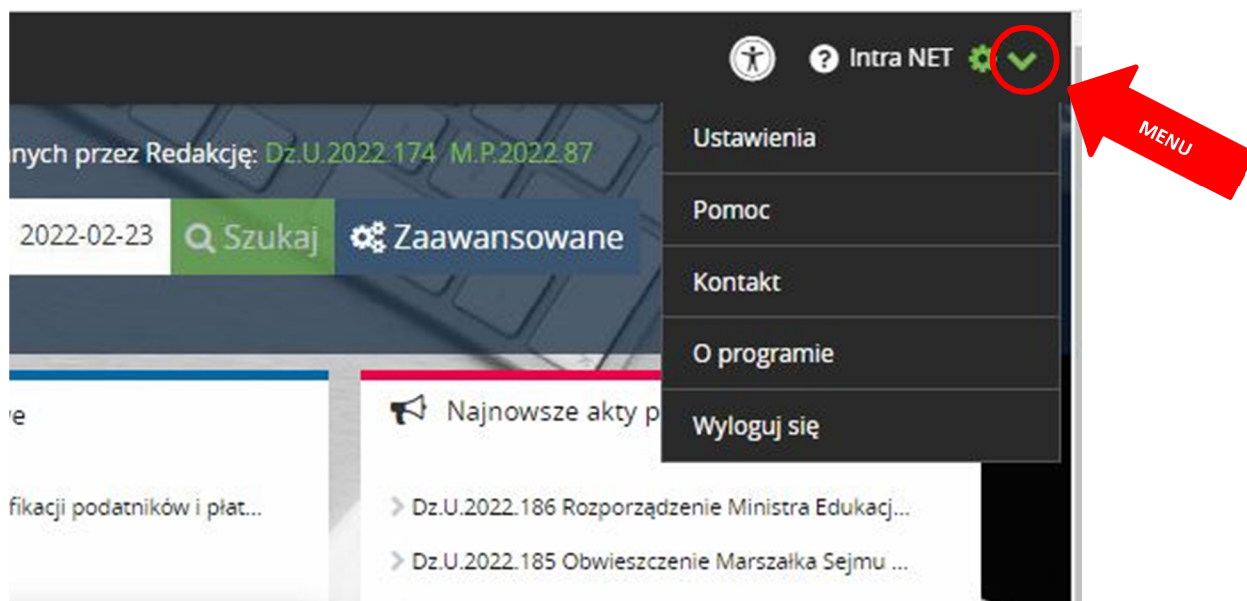 Intra NET
MENU
nych przez Redakcję: Dz.U.2022.174 M.P.2022.87
2022-02-23 Szukaj Zaawansowane
Ustawienia
Pomoc
Kontakt
O programie
Wyloguj się
we
Najnowsze akty p
fikacji podatników i płat...
Dz.U.2022.186 Rozporządzenie Ministra Edukacj...
Dz.U.2022.185 Obwieszczenie Marszałka Sejmu ...